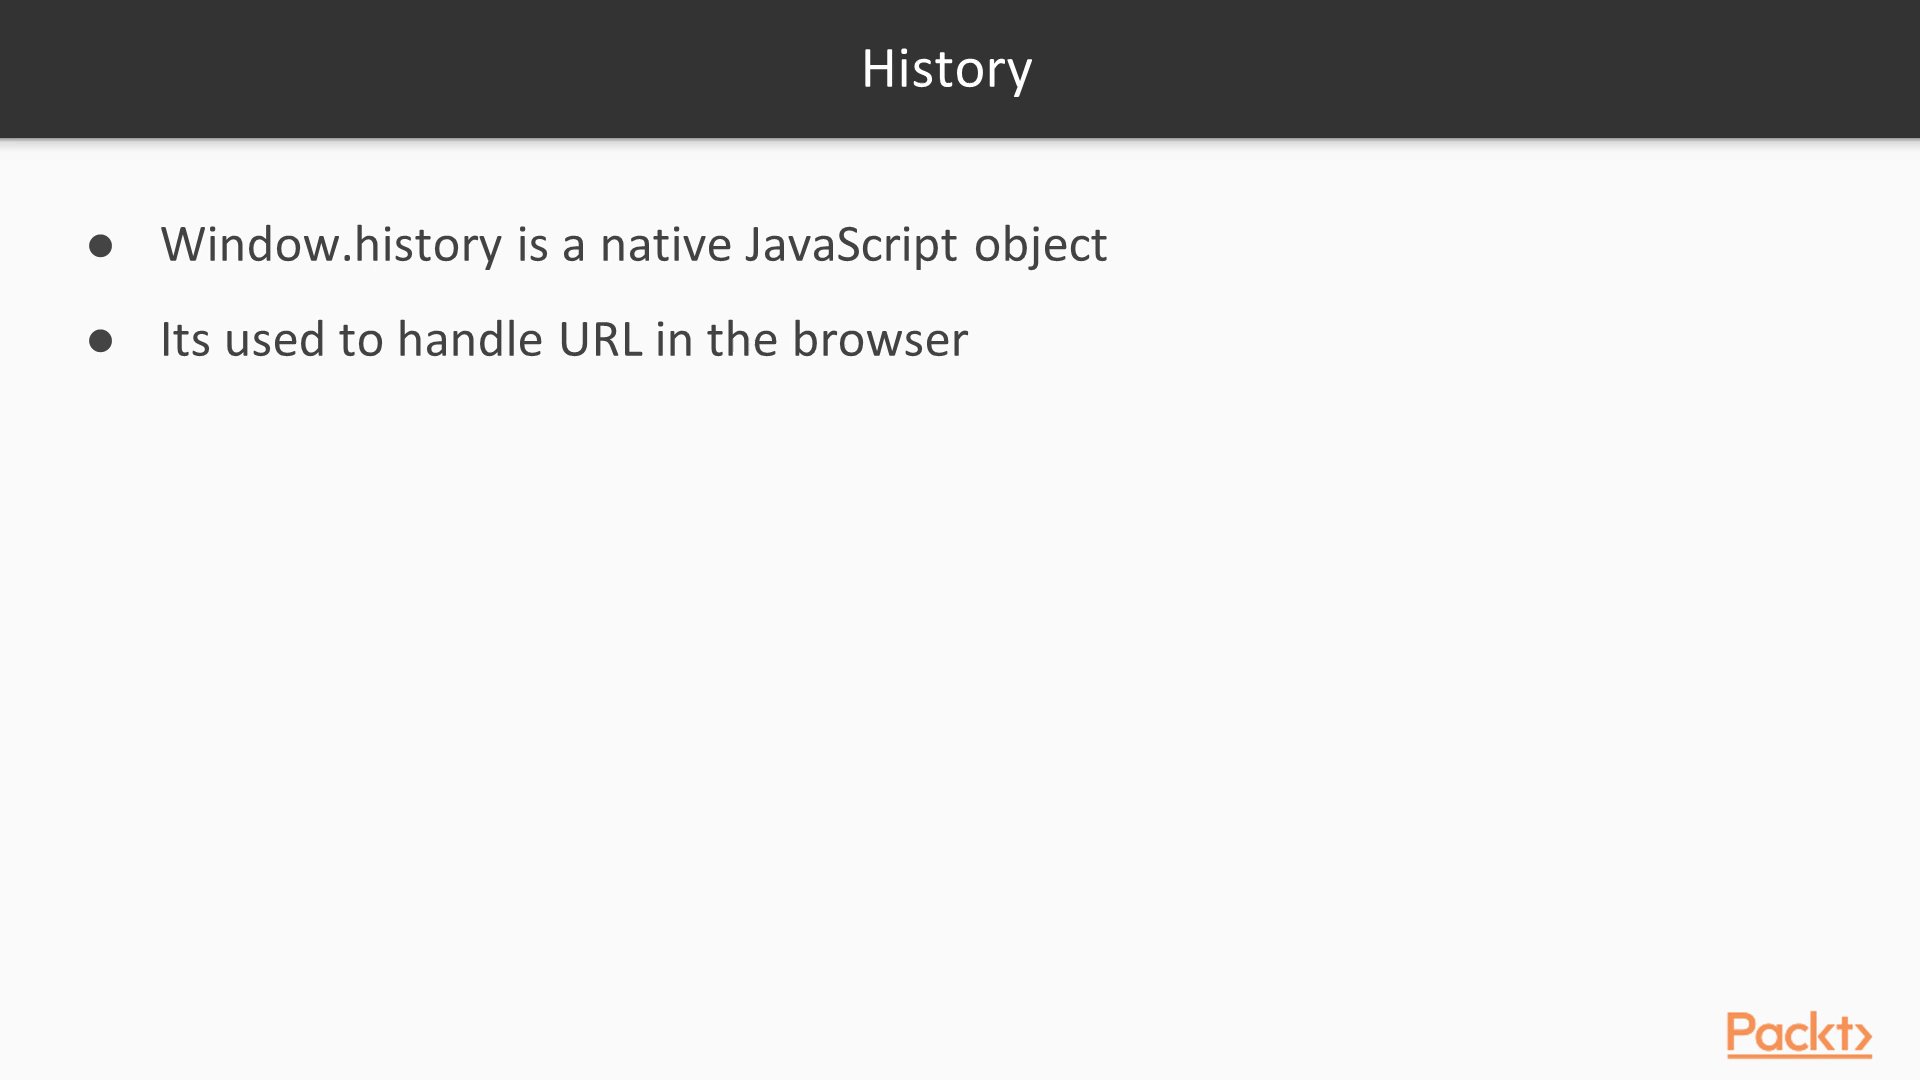 History
● Window.history is a native JavaScript object
● Its used to handle URL in the browser
Packt>